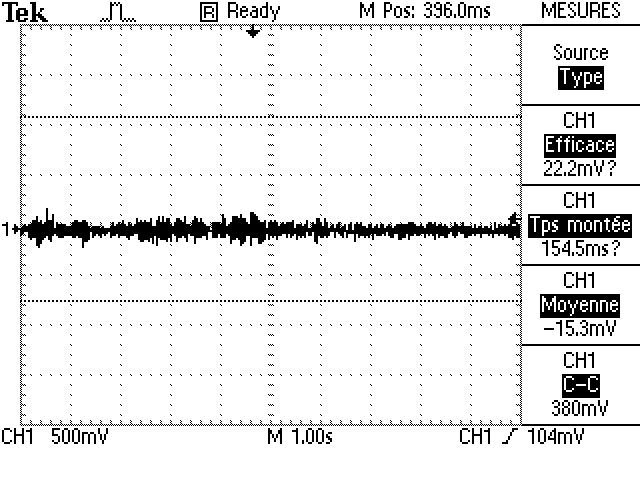 Tek R Ready M Pos: 396.0ms MESURES
Source
Type
CH1
Efficace
22.2mV?
CH1
1
Tps montée
154.5ms?
CH1
Moyenne
-15.3mV
CH1
C-C
380mV
CH1 500mV M 1.00s CH1 104mV